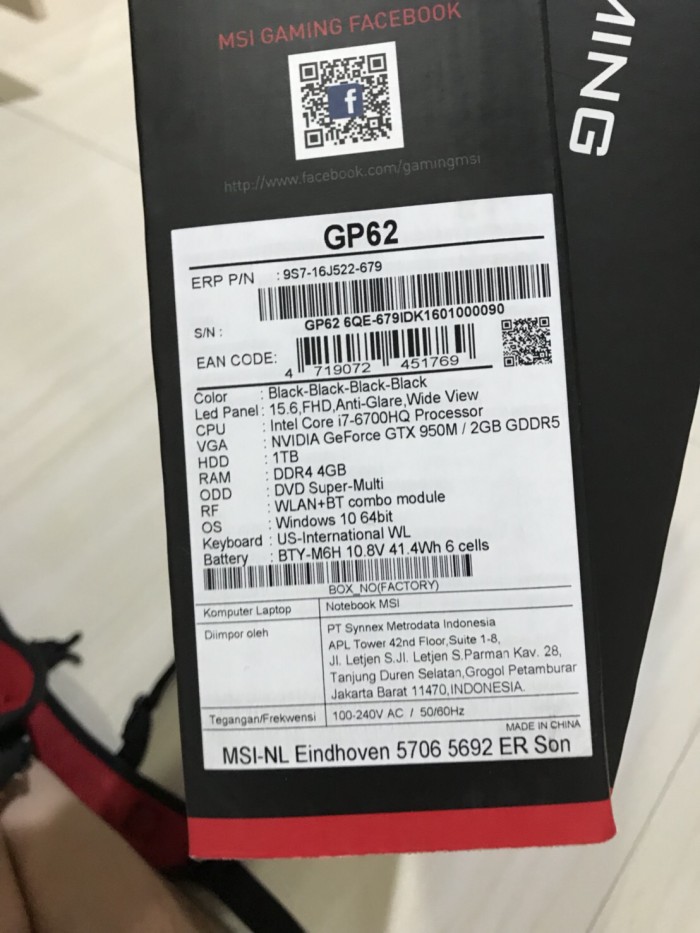 MSI GAMING FACEBOOK
f
http://www.facebook.com/gamingmsi
MING
GP62
ERP P/N : 9S7-16J522-679
S/N : GP62 6QE-679IDK1601000090
EAN CODE: 4 719072 451769
Color : Black-Black-Black-Black
Led Panel : 15.6,FHD,Anti-Glare,Wide View
CPU : Intel Core i7-6700HQ Processor
VGA : NVIDIA GeForce GTX 950M / 2GB GDDR5
HDD : 1TB
RAM : DDR4 4GB
ODD : DVD Super-Multi
RF : WLAN+BT combo module
OS : Windows 10 64bit
Keyboard : US-International WL
Battery : BTY-M6H 10.8V 41.4Wh 6 cells
BOX_NO(FACTORY)
Komputer Laptop Notebook MSI
Diimpor oleh PT Synnex Metrodata Indonesia
APL Tower 42nd Floor,Suite 1-8,
Jl. Letjen S.Jl. Letjen S.Parman Kav. 28,
Tanjung Duren Selatan,Grogol Petamburar
Jakarta Barat 11470,INDONESIA.
Tegangan/Frekwensi 100-240V AC / 50/60Hz
MADE IN CHINA
MSI-NL Eindhoven 5706 5692 ER Son